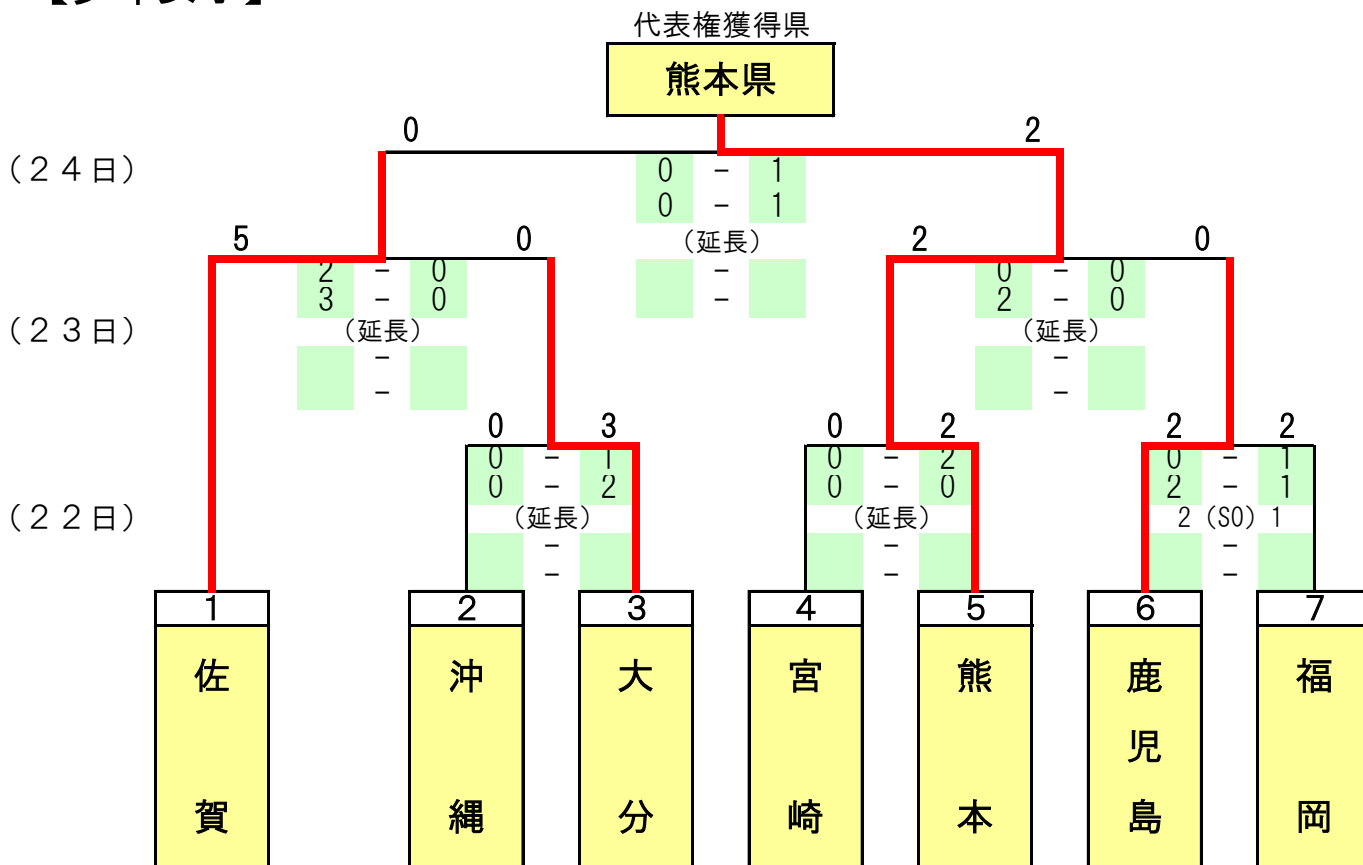 代表権獲得県
熊本県
0 2
(24日)
0 - 1
0 - 1
(延長)
-
-
5 0 2 0
2 - 0 0 - 0
3 - 0 2 - 0
(23日) (延長) (延長)
- -
- -
0 3 0 2 2 2
0 - 1 0 - 2 0 - 1
0 - 2 0 - 0 2 - 1
(22日) (延長) (延長) 2 (SO) 1
- - -
- - -
1 2 3 4 5 6 7
佐賀
沖縄
大分
宮崎
熊本
鹿児島
福岡